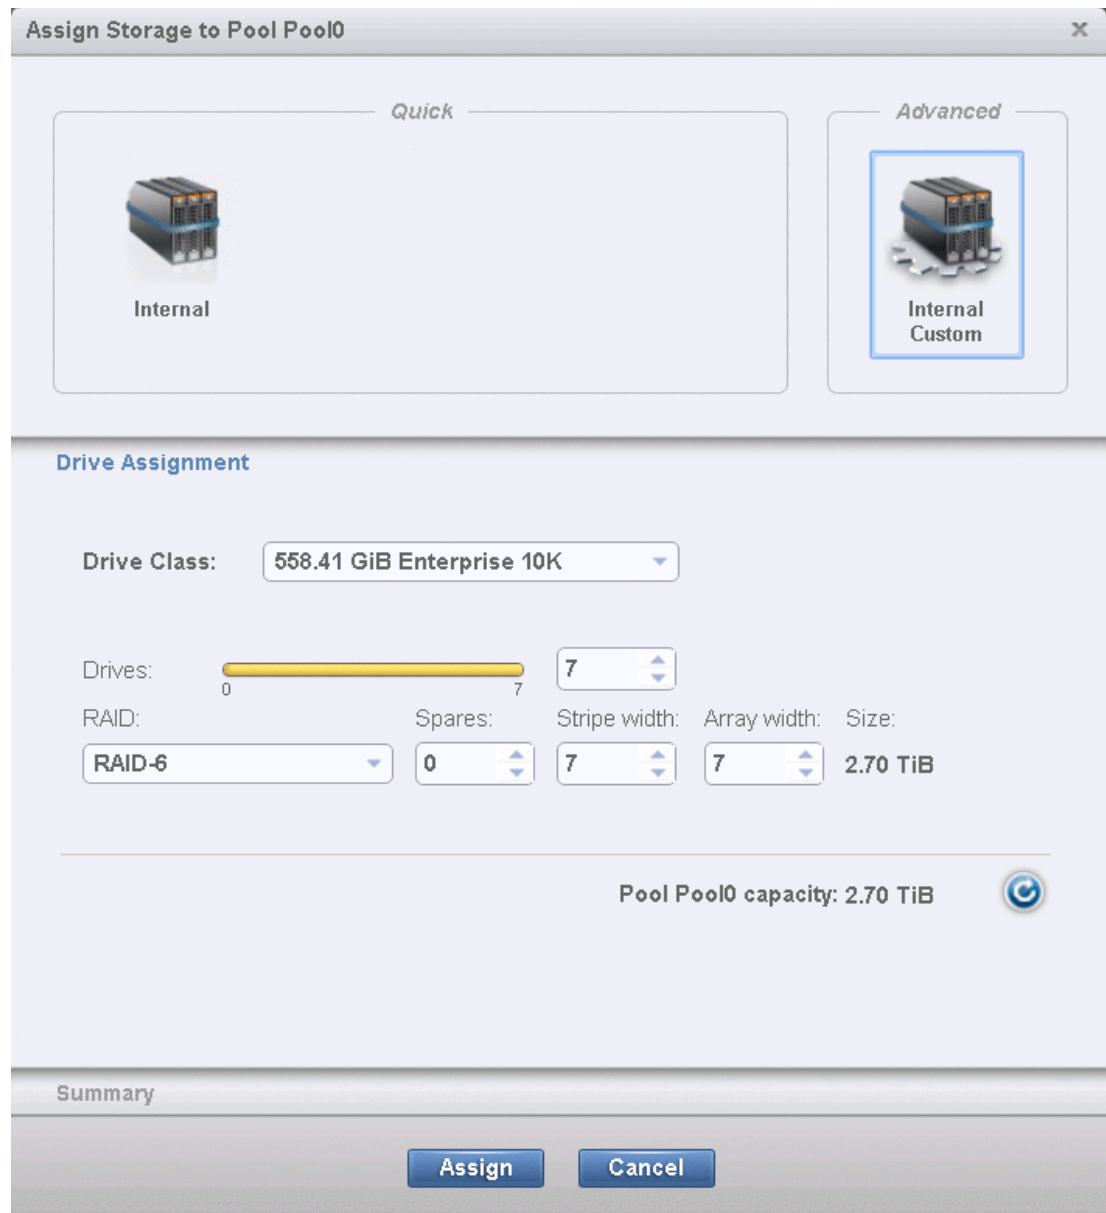 Assign Storage to Pool Pool0
x
Quick
Advanced
Internal
Internal
Custom
Drive Assignment
Drive Class: 558.41 GiB Enterprise 10K
Drives: 7
0 7
RAID: Spares: Stripe width: Array width: Size:
RAID-6 0 7 7 2.70 TiB
Pool Pool0 capacity: 2.70 TiB
Summary
Assign Cancel